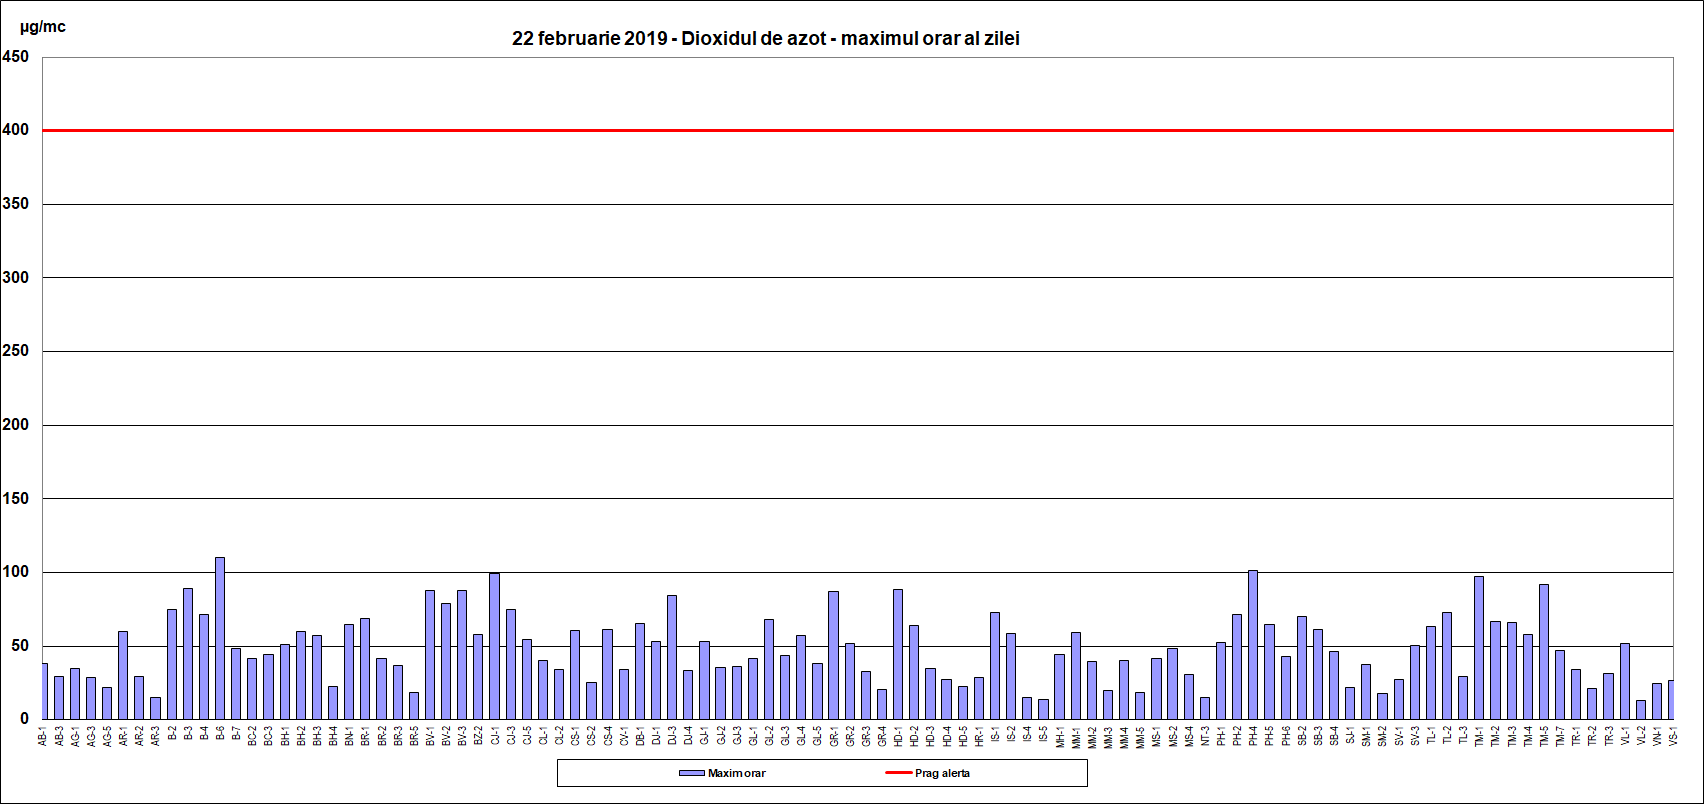 µg/mc
22 februarie 2019 - Dioxidul de azot - maximul orar al zilei
450
400
350
300
250
200
150
100
50
0
AB-1 AB-3 AG-1 AG-3 AG-5 AR-1 AR-2 AR-3 B-2 B-3 B-4 B-6 B-7 BC-2 BC-3 BH-1 BH-2 BH-3 BH-4 BN-1 BR-1 BR-2 BR-3 BR-5 BV-1 BV-2 BV-3 BZ-2 CJ-1 CJ-3 CJ-5 CL-1 CL-2 CS-1 CS-2 CS-4 CV-1 DB-1 DJ-1 DJ-3 DJ-4 GJ-1 GJ-2 GJ-3 GL-1 GL-2 GL-3 GL-4 GL-5 GR-1 GR-2 GR-3 GR-4 HD-1 HD-2 HD-3 HD-4 HD-5 HR-1 IS-1 IS-2 IS-4 IS-5 MH-1 MM-1 MM-2 MM-3 MM-4 MM-5 MS-1 MS-2 MS-4 NT-3 PH-1 PH-2 PH-4 PH-5 PH-6 SB-2 SB-3 SB-4 SJ-1 SM-1 SM-2 SV-1 SV-3 TL-1 TL-2 TL-3 TM-1 TM-2 TM-3 TM-4 TM-5 TM-7 TR-1 TR-2 TR-3 VL-1 VL-2 VN-1 VS-1
Maxim orar Prag alerta